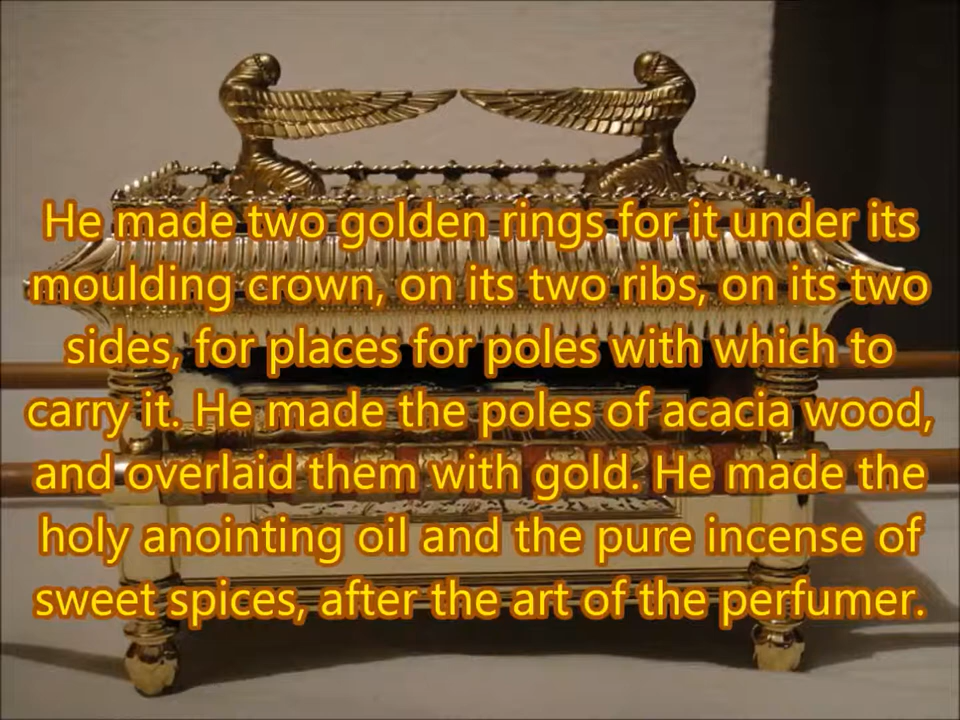 He made two golden rings for it under its
moulding crown, on its two ribs, on its two
sides, for places for poles with which to
carry it. He made the poles of acacia wood,
and overlaid them with gold. He made the
holy anointing oil and the pure incense of
sweet spices, after the art of the perfumer.